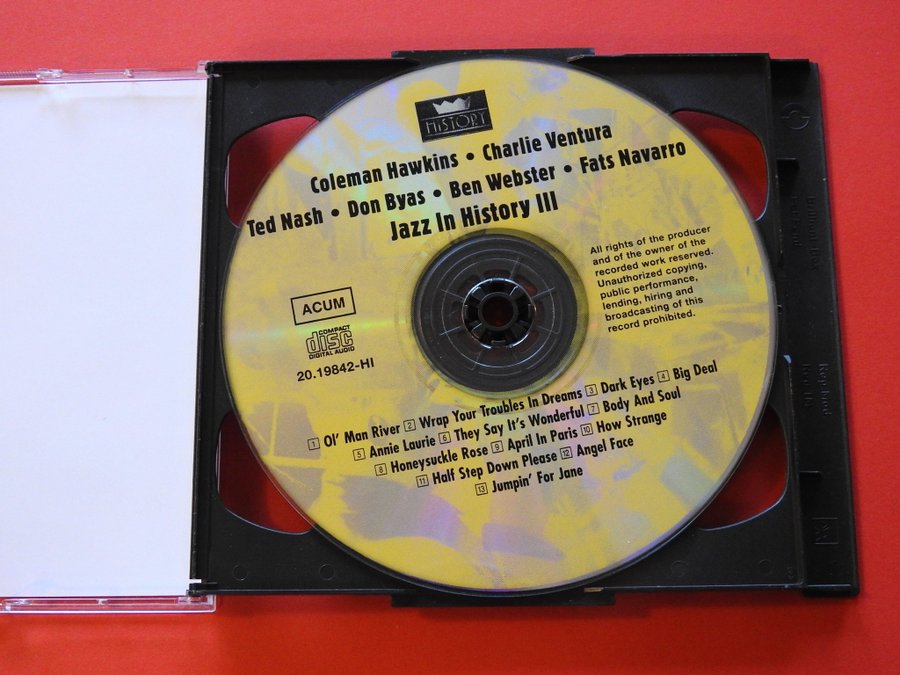 HiSTORY
Coleman Hawkins • Charlie Ventura
Ted Nash • Don Byas • Ben Webster • Fats Navarro
Jazz In History III
All rights of the producer
and of the owner of the
recorded work reserved.
Unauthorized copying,
public performance,
lending, hiring and
broadcasting of this
record prohibited.
ACUM
COMPACT
disc
DIGITAL AUDIO
20.19842-HI
1 Ol' Man River 2 Wrap Your Troubles In Dreams 3 Dark Eyes 4 Big Deal
5 Annie Laurie 6 They Say It's Wonderful 7 Body And Soul
8 Honeysuckle Rose 9 April In Paris 10 How Strange
11 Half Step Down Please 12 Angel Face
13 Jumpin' For Jane